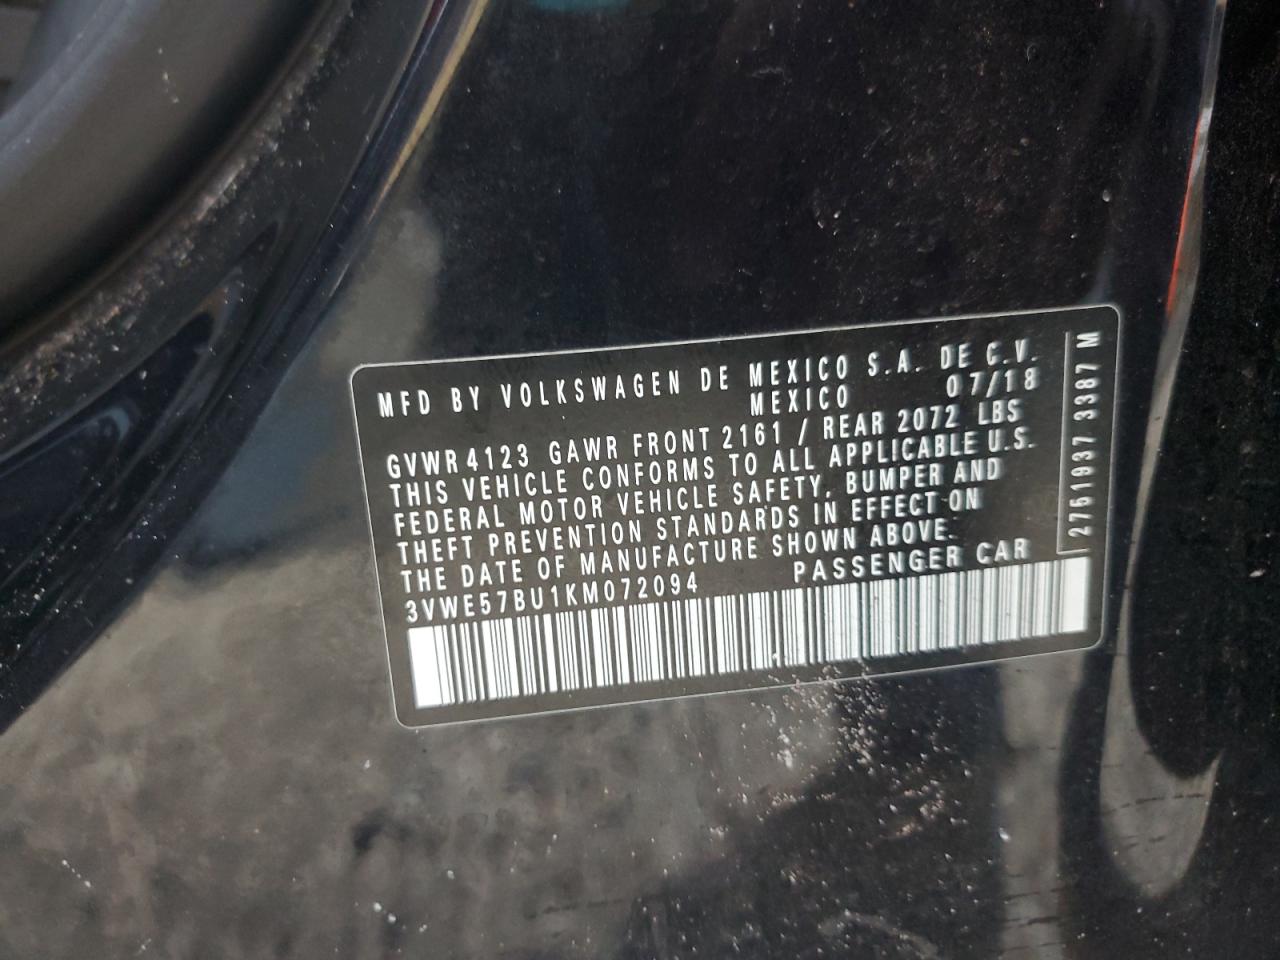 MFD BY VOLKSWAGEN DE MEXICO S.A. DE C.V.
MEXICO 07/18
GVWR 4123 GAWR FRONT 2161 / REAR 2072 LBS
THIS VEHICLE CONFORMS TO ALL APPLICABLE U.S.
FEDERAL MOTOR VEHICLE SAFETY, BUMPER AND
THEFT PREVENTION STANDARDS IN EFFECT ON
THE DATE OF MANUFACTURE SHOWN ABOVE.
3VWE57BU1KM072094 PASSENGER CAR
2761937 3387 M